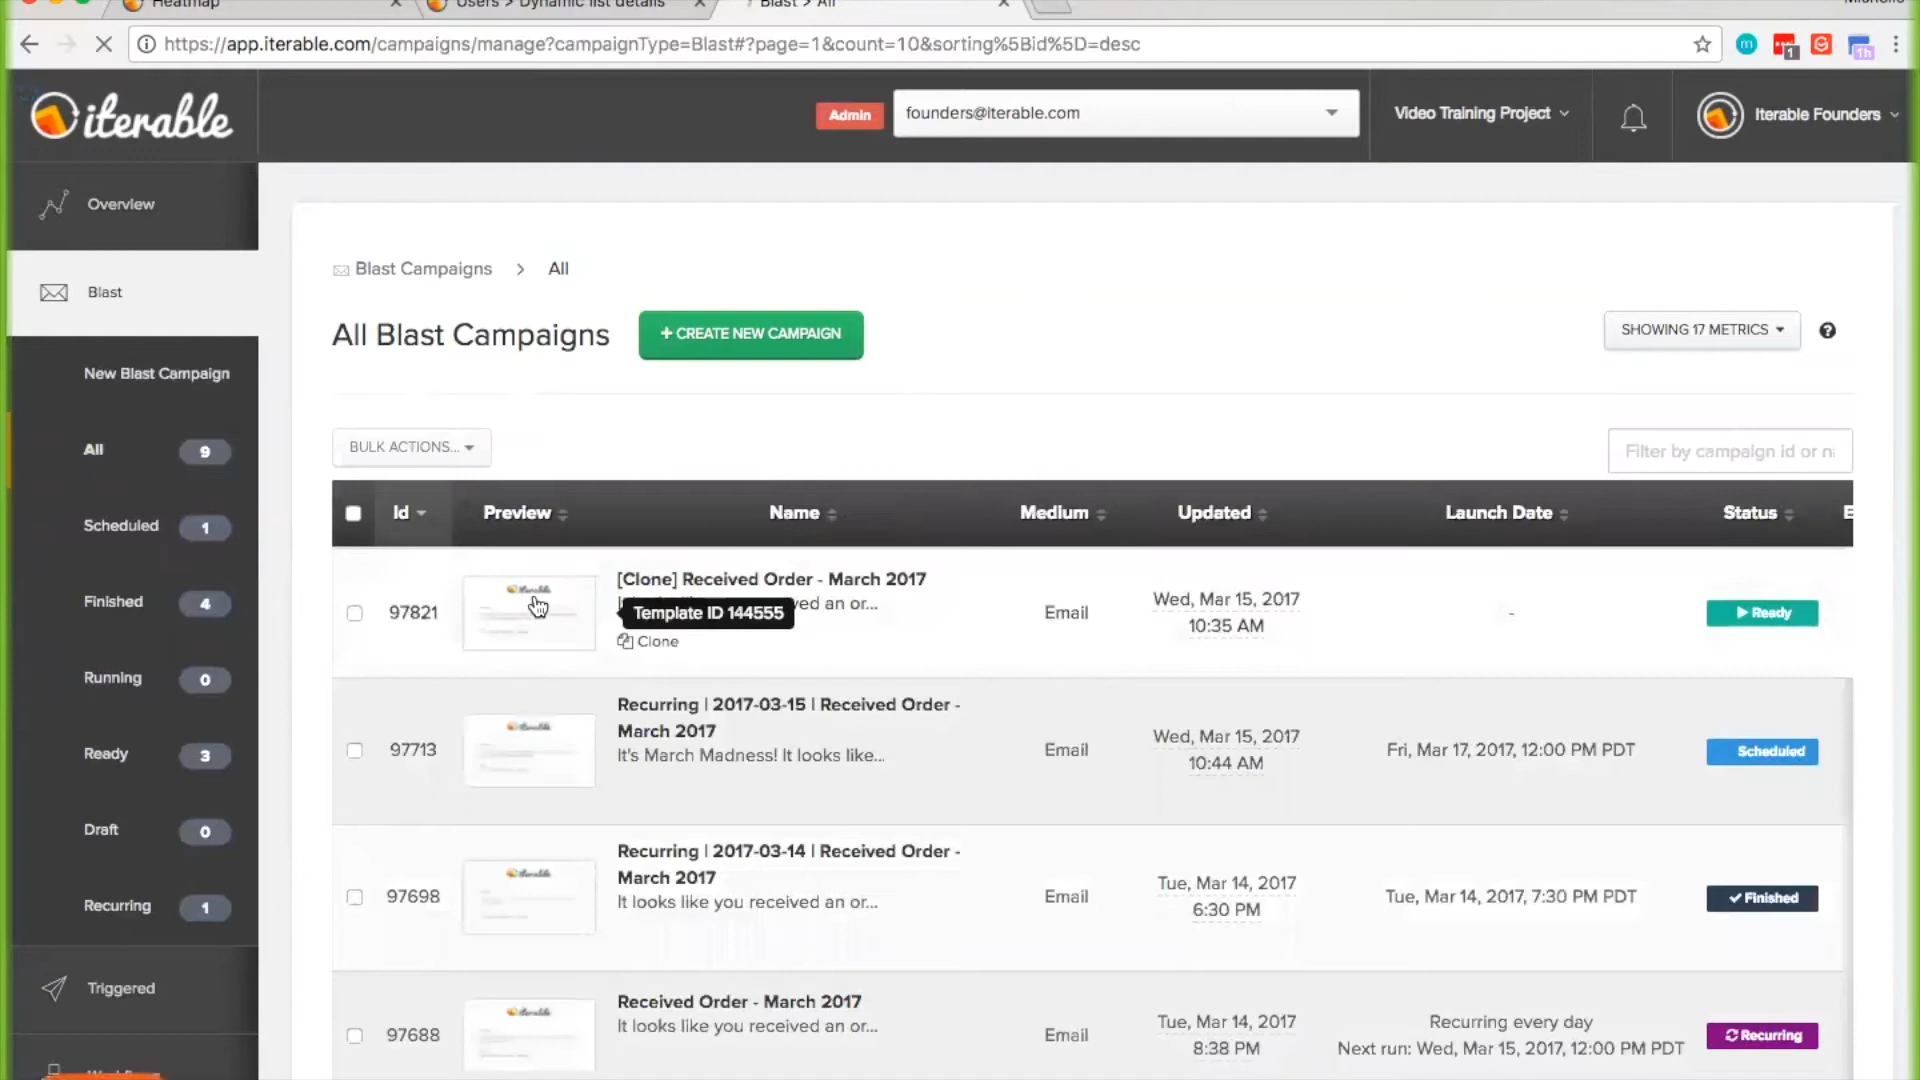 Heatmap
Users > Dynamic list details
Blast > All
https://app.iterable.com/campaigns/manage?campaignType=Blast#?page=1&count=10&sorting%5Bid%5D=desc
m
1
1h
iterable
Admin
founders@iterable.com
Video Training Project
Iterable Founders
Overview
Blast
New Blast Campaign
All 9
Scheduled 1
Finished 4
Running 0
Ready 3
Draft 0
Recurring 1
Triggered
Blast Campaigns > All
All Blast Campaigns
+ CREATE NEW CAMPAIGN
SHOWING 17 METRICS
?
BULK ACTIONS...
Filter by campaign id or n
Id Preview Name Medium Updated Launch Date Status E
97821
[Clone] Received Order - March 2017
ved an or...
Template ID 144555
Clone
Email
Wed, Mar 15, 2017
10:35 AM
-
Ready
97713
Recurring | 2017-03-15 | Received Order -
March 2017
It's March Madness! It looks like...
Email
Wed, Mar 15, 2017
10:44 AM
Fri, Mar 17, 2017, 12:00 PM PDT
Scheduled
97698
Recurring | 2017-03-14 | Received Order -
March 2017
It looks like you received an or...
Email
Tue, Mar 14, 2017
6:30 PM
Tue, Mar 14, 2017, 7:30 PM PDT
Finished
97688
Received Order - March 2017
It looks like you received an or...
Email
Tue, Mar 14, 2017
8:38 PM
Recurring every day
Next run: Wed, Mar 15, 2017, 12:00 PM PDT
Recurring